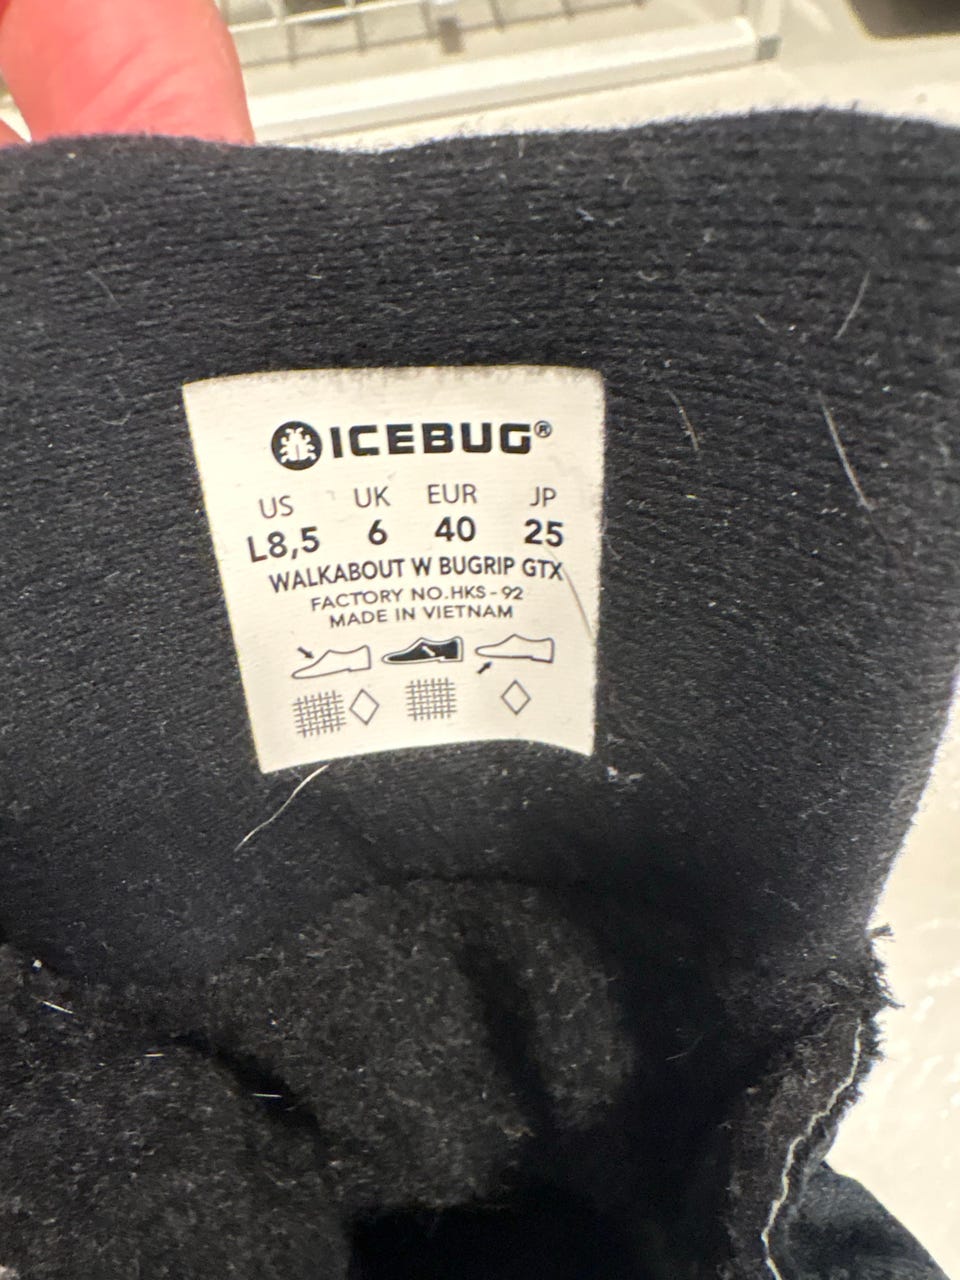 ICEBUG®
US UK EUR JP
L8,5 6 40 25
WALKABOUT W BUGRIP GTX
FACTORY NO.HKS-92
MADE IN VIETNAM